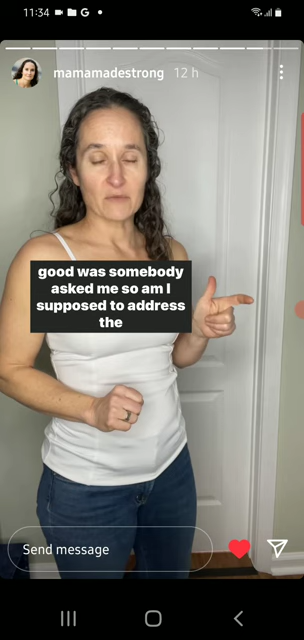 11:34
mamamadestrong 12 h
good was somebody
asked me so am I
supposed to address
the
Send message